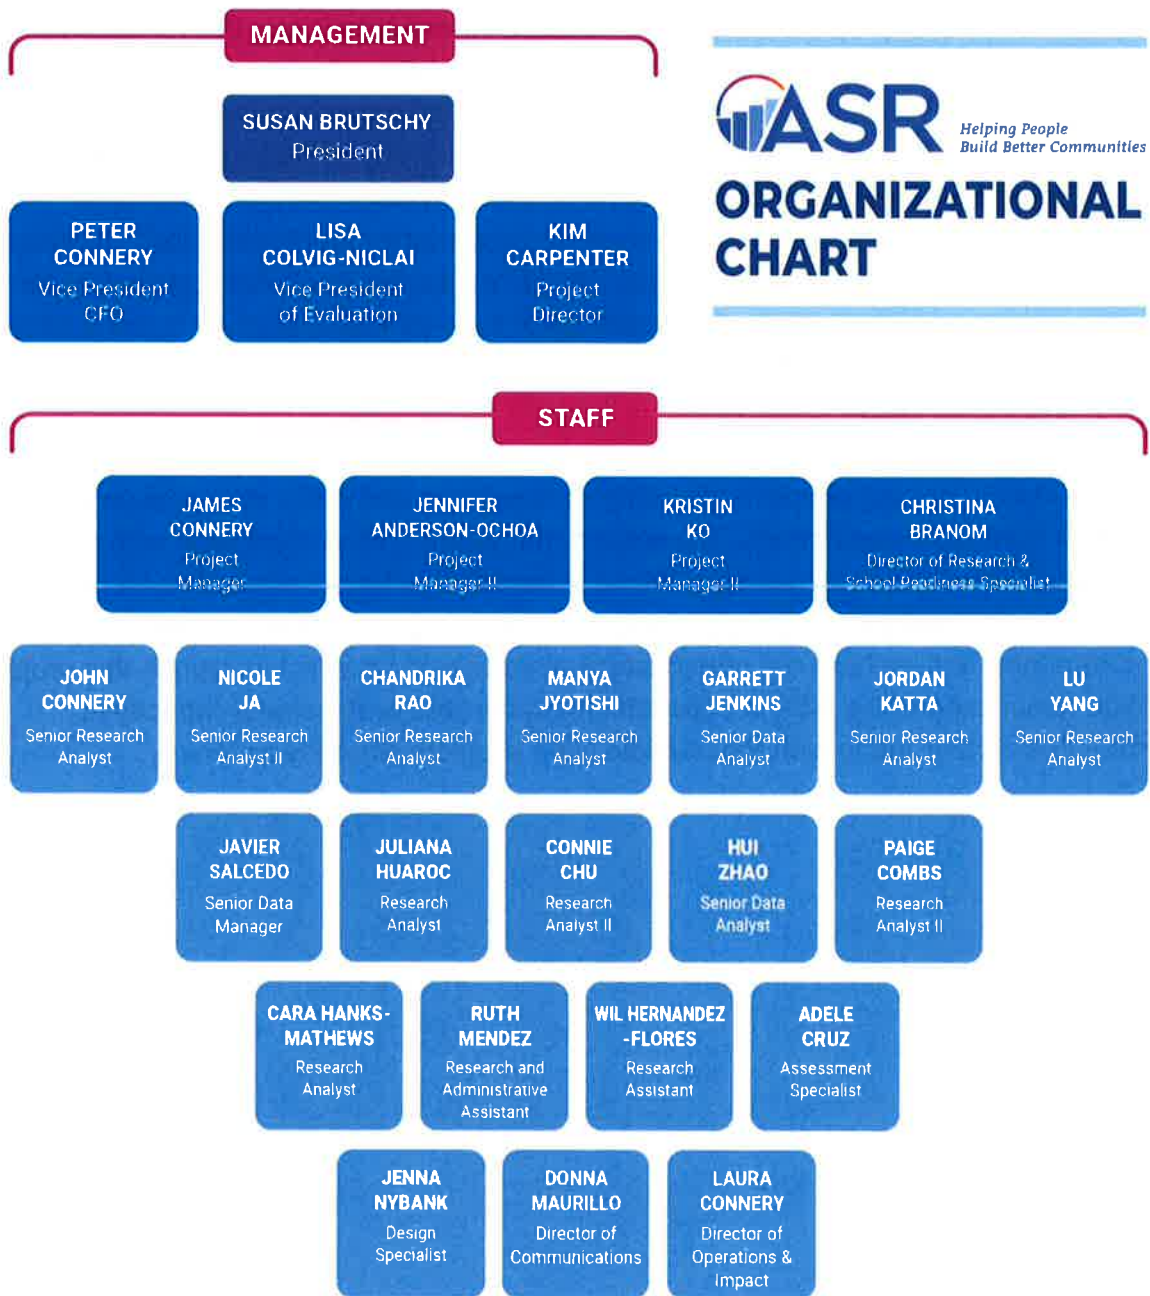 MANAGEMENT
SUSAN BRUTSCHY
President
PETER
CONNERY
Vice President
CFO
LISA
COLVIG-NICLAI
Vice President
of Evaluation
KIM
CARPENTER
Project
Director
ASR
Helping People
Build Better Communities
ORGANIZATIONAL
CHART
STAFF
JAMES
CONNERY
Project
Manager
JENNIFER
ANDERSON-OCHOA
Project
Manager II
KRISTIN
KO
Project
Manager II
CHRISTINA
BRANOM
Director of Research &
School Readiness Specialist
JOHN
CONNERY
Senior Research
Analyst
NICOLE
JA
Senior Research
Analyst II
CHANDRIKA
RAO
Senior Research
Analyst
MANYA
JYOTISHI
Senior Research
Analyst
GARRETT
JENKINS
Senior Data
Analyst
JORDAN
KATTA
Senior Research
Analyst
LU
YANG
Senior Research
Analyst
JAVIER
SALCEDO
Senior Data
Manager
JULIANA
HUAROC
Research
Analyst
CONNIE
CHU
Research
Analyst II
HUI
ZHAO
Senior Data
Analyst
PAIGE
COMBS
Research
Analyst II
CARA HANKS-
MATHEWS
Research
Analyst
RUTH
MENDEZ
Research and
Administrative
Assistant
WIL HERNANDEZ
-FLORES
Research
Assistant
ADELE
CRUZ
Assessment
Specialist
JENNA
NYBANK
Design
Specialist
DONNA
MAURILLO
Director of
Communications
LAURA
CONNERY
Director of
Operations &
Impact